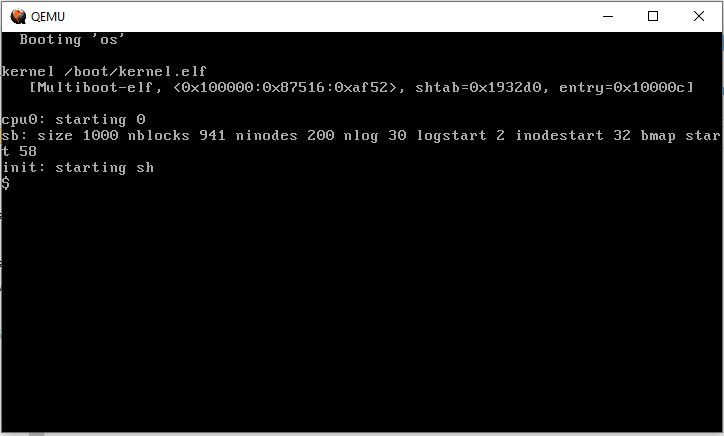 QEMU
Booting 'os'
kernel /boot/kernel.elf
[Multiboot-elf, <0x100000:0x87516:0xaf52>, shtab=0x1932d0, entry=0x10000c]
cpu0: starting 0
sb: size 1000 nblocks 941 ninodes 200 nlog 30 logstart 2 inodestart 32 bmap star
t 58
init: starting sh
$